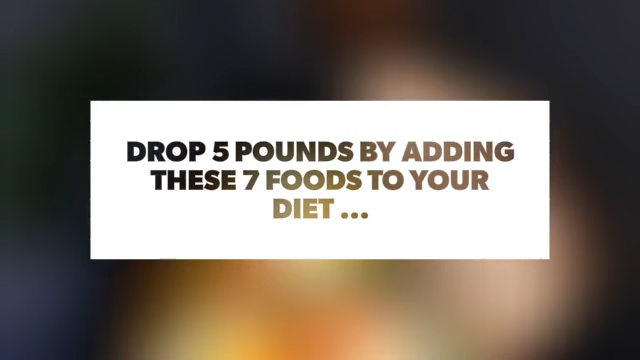 DROP 5 POUNDS BY ADDING
THESE 7 FOODS TO YOUR
DIET ...